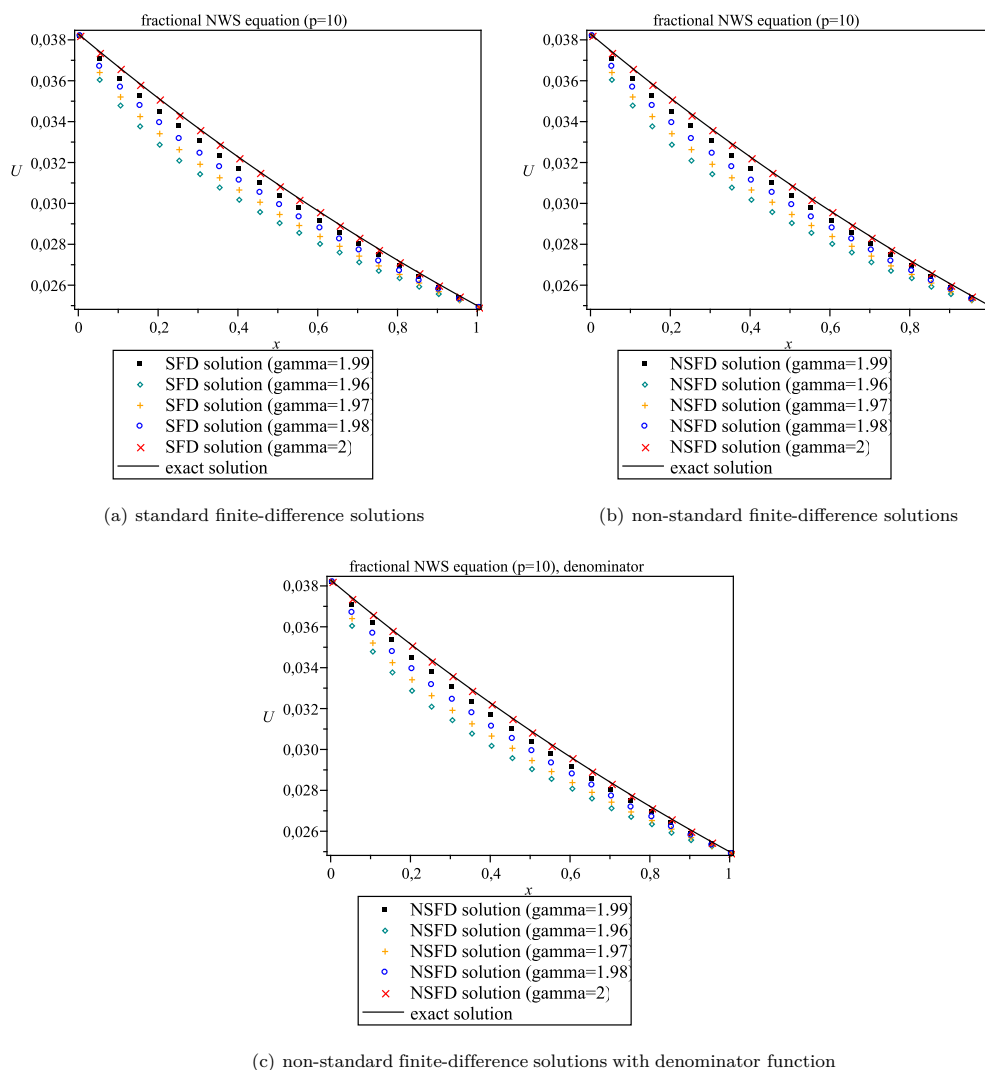 fractional NWS equation (p=10)
0,038
0,036
0,034
0,032
U
0,030
0,028
0,026
0 0,2 0,4 0,6 0,8 1
x
SFD solution (gamma=1.99)
SFD solution (gamma=1.96)
SFD solution (gamma=1.97)
SFD solution (gamma=1.98)
SFD solution (gamma=2)
exact solution
(a) standard finite-difference solutions
fractional NWS equation (p=10)
0,038
0,036
0,034
0,032
U
0,030
0,028
0,026
0 0,2 0,4 0,6 0,8
x
NSFD solution (gamma=1.99)
NSFD solution (gamma=1.96)
NSFD solution (gamma=1.97)
NSFD solution (gamma=1.98)
NSFD solution (gamma=2)
exact solution
(b) non-standard finite-difference solutions
fractional NWS equation (p=10), denominator
0,038
0,036
0,034
0,032
U
0,030
0,028
0,026
0 0,2 0,4 0,6 0,8 1
x
NSFD solution (gamma=1.99)
NSFD solution (gamma=1.96)
NSFD solution (gamma=1.97)
NSFD solution (gamma=1.98)
NSFD solution (gamma=2)
exact solution
(c) non-standard finite-difference solutions with denominator function